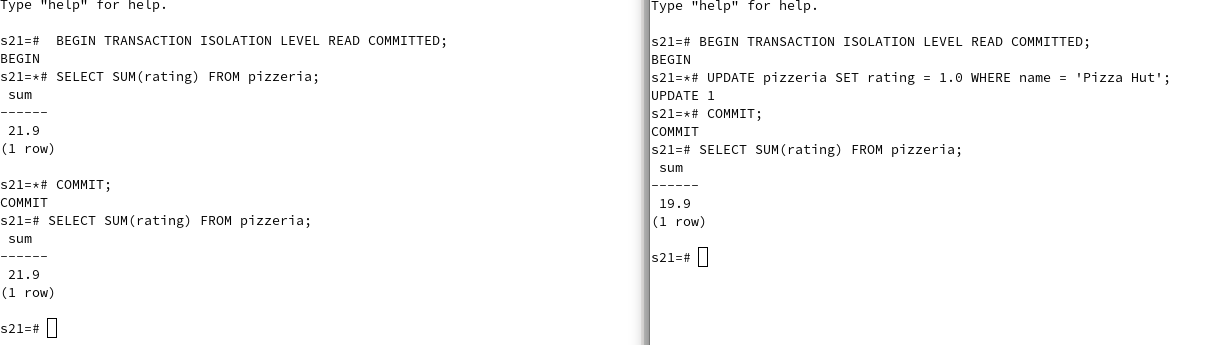 Type "help" for help.
s21=#  BEGIN TRANSACTION ISOLATION LEVEL READ COMMITTED;
BEGIN
s21=*# SELECT SUM(rating) FROM pizzeria;
 sum
------
 21.9
(1 row)
s21=*# COMMIT;
COMMIT
s21=# SELECT SUM(rating) FROM pizzeria;
 sum
------
 21.9
(1 row)
s21=#
Type "help" for help.
s21=# BEGIN TRANSACTION ISOLATION LEVEL READ COMMITTED;
BEGIN
s21=*# UPDATE pizzeria SET rating = 1.0 WHERE name = 'Pizza Hut';
UPDATE 1
s21=*# COMMIT;
COMMIT
s21=# SELECT SUM(rating) FROM pizzeria;
 sum
------
 19.9
(1 row)
s21=#